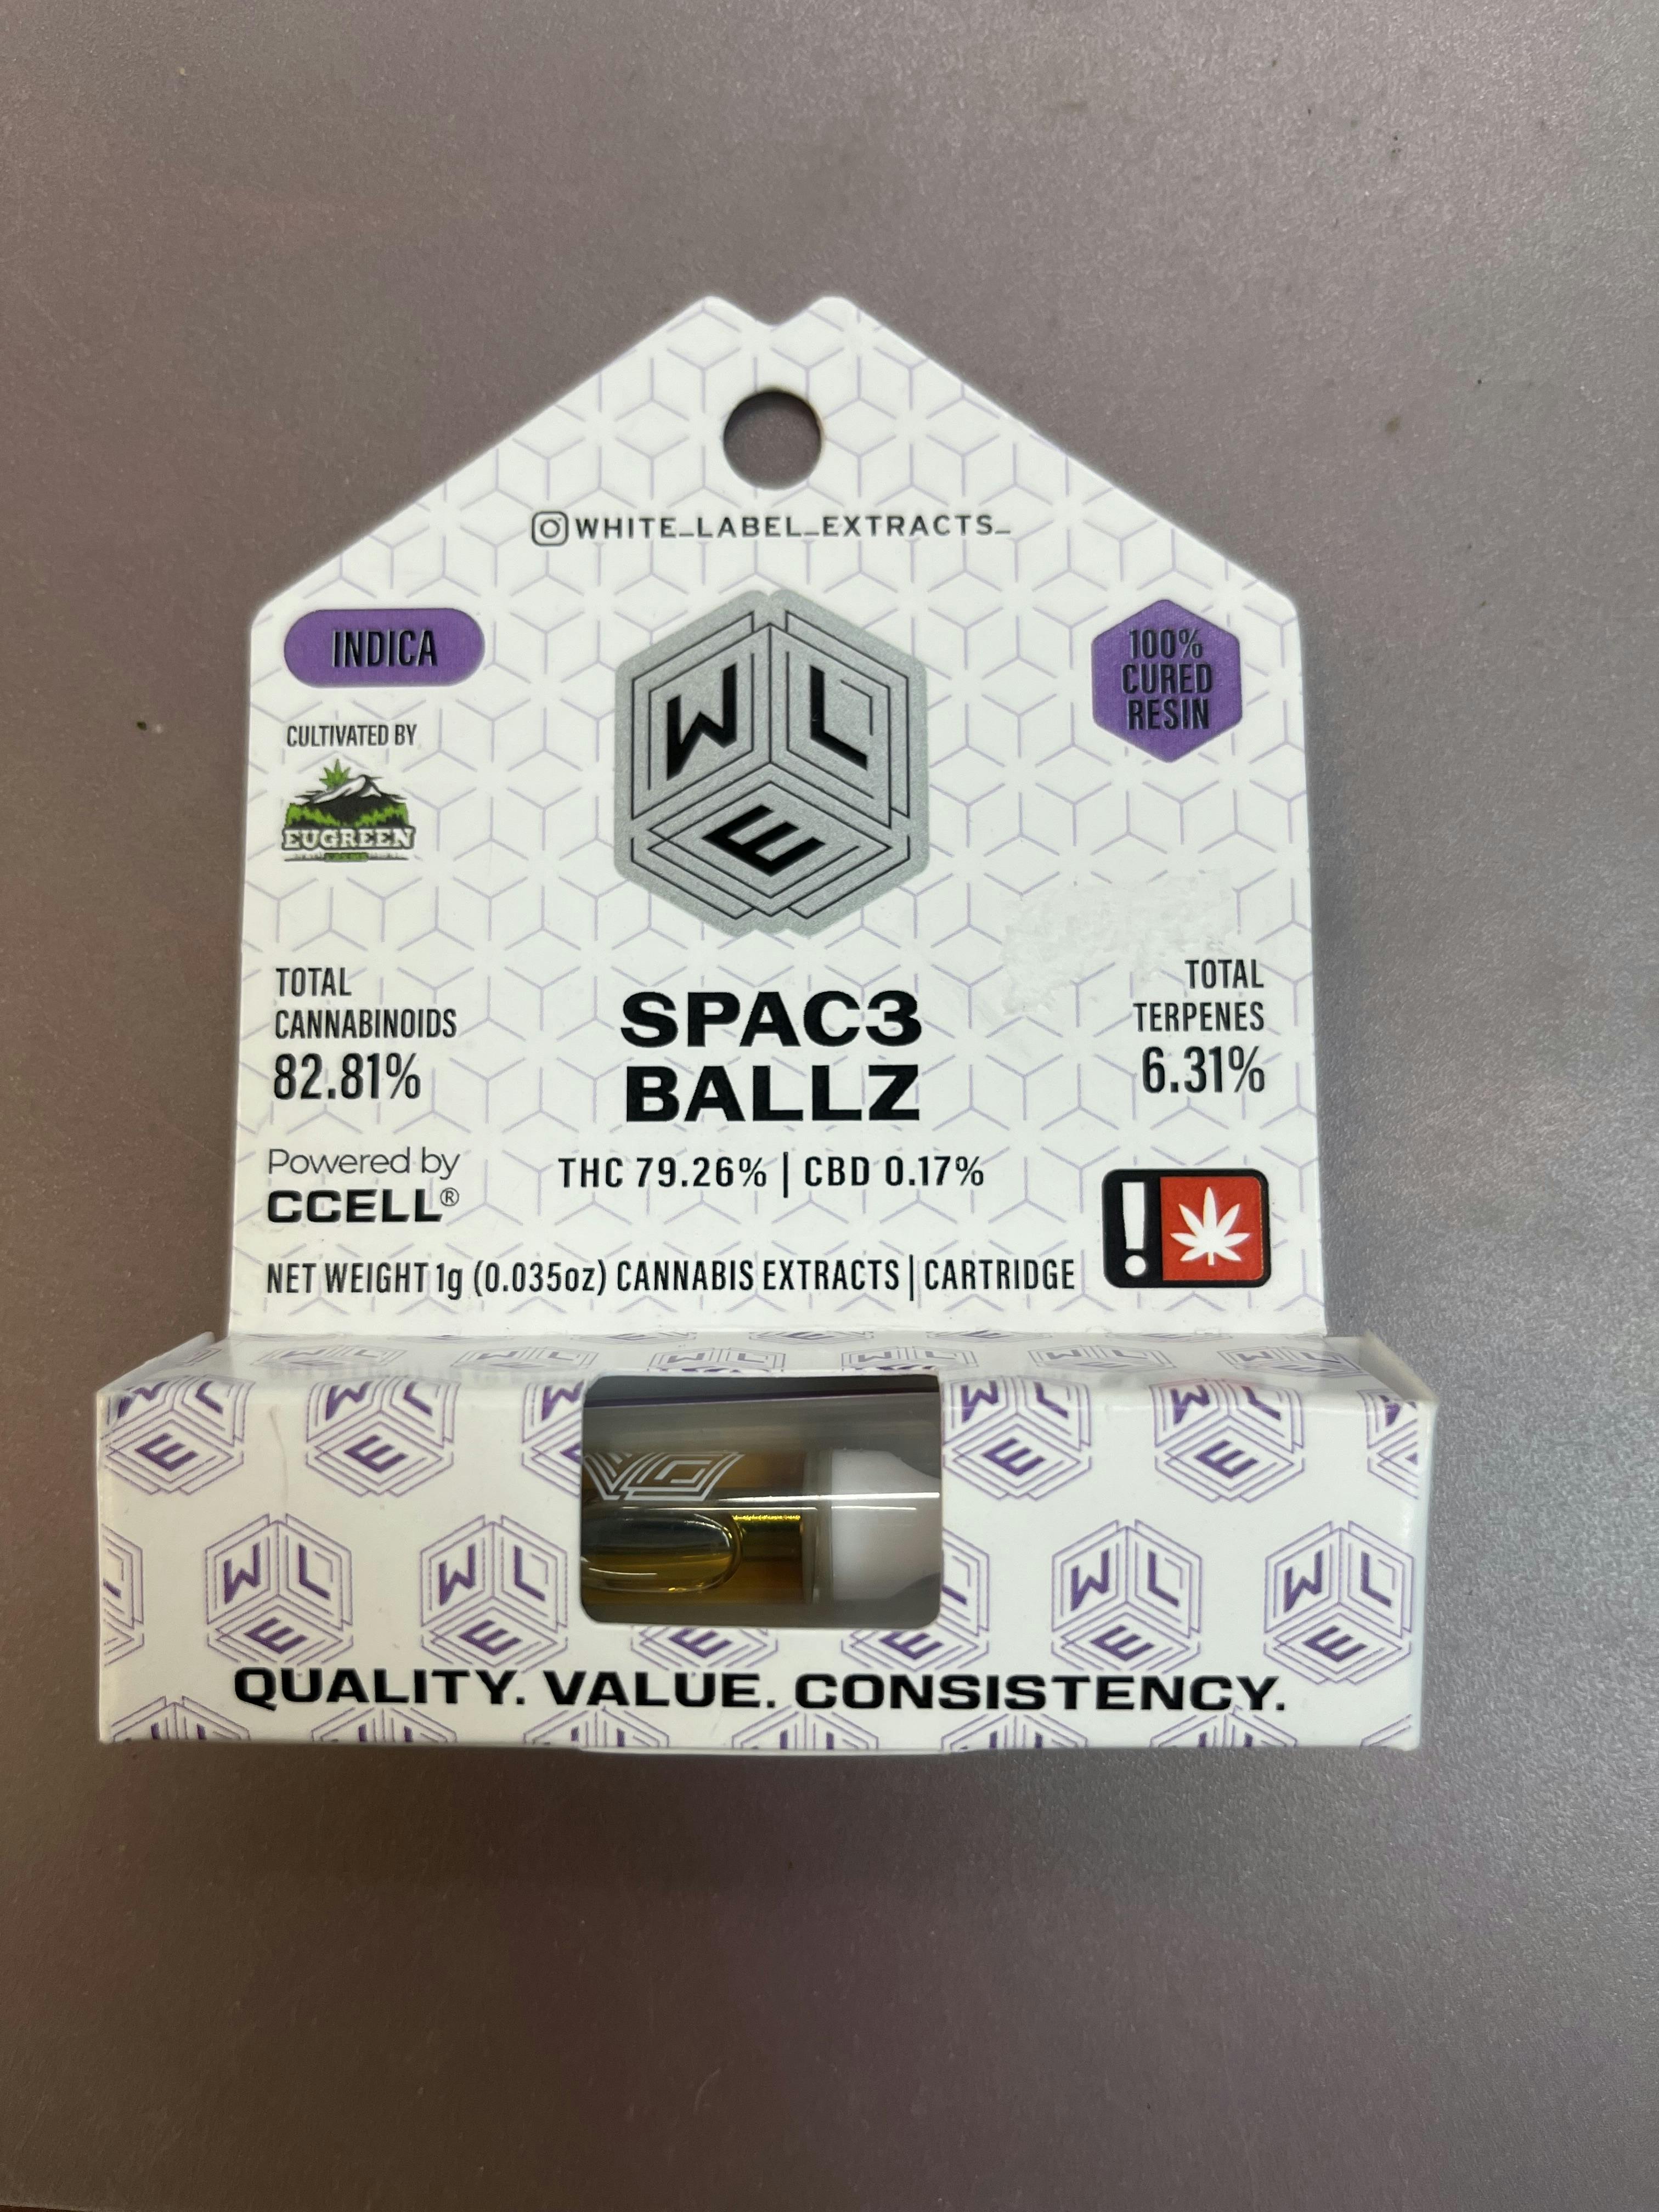 WHITE_LABEL_EXTRACTS_
INDICA
100%
CURED
RESIN
CULTIVATED BY
EUGREEN
W L
E
TOTAL
CANNABINOIDS
82.81%
SPAC3
BALLZ
TOTAL
TERPENES
6.31%
THC 79.26% | CBD 0.17%
Powered by
CCELL®
!
NET WEIGHT 1g (0.035oz) CANNABIS EXTRACTS | CARTRIDGE
QUALITY. VALUE. CONSISTENCY.